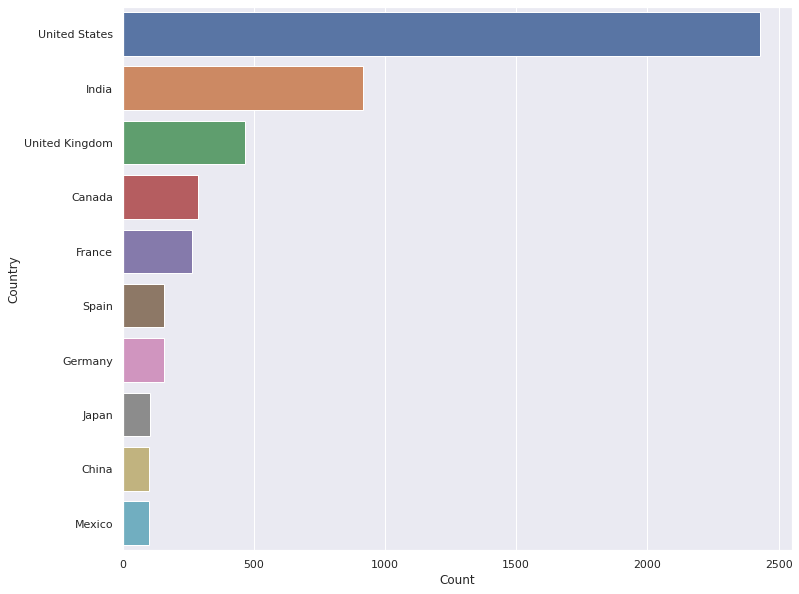 United States
India
United Kingdom
Canada
France
Spain
Germany
Japan
China
Mexico
Country
0 500 1000 1500 2000 2500
Count